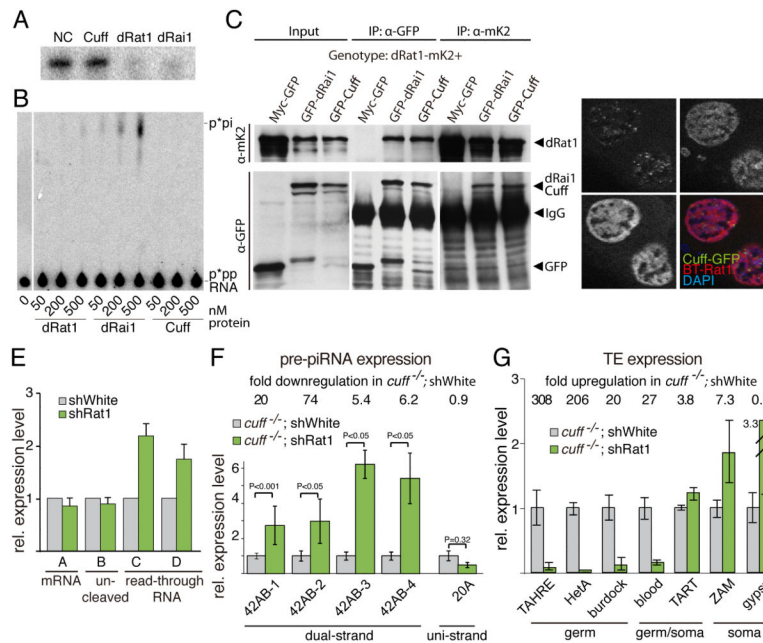 A
NC Cuff dRat1 dRai1
B
p*pi
p*pp
RNA
0 50 200 500 50 200 500 50 200 500 nM
dRat1 dRai1 Cuff protein
C
Input IP: α-GFP IP: α-mK2
Genotype: dRat1-mK2+
Myc-GFP GFP-dRai1 GFP-Cuff Myc-GFP GFP-dRai1 GFP-Cuff Myc-GFP GFP-dRai1 GFP-Cuff
α-mK2
dRat1
α-GFP
dRai1
Cuff
IgG
GFP
Cuff-GFP
BT-Rat1
DAPI
E
shWhite
shRat1
rel. expression level
3
2
1
A B C D
mRNA un-cleaved read-through RNA
F
pre-piRNA expression
fold downregulation in cuff -/-; shWhite
20 74 5.4 6.2 0.9
cuff -/-; shWhite
cuff -/-; shRat1
rel. expression level
6
4
2
1
P<0.001 P<0.05 P<0.05 P<0.05 P=0.32
42AB-1 42AB-2 42AB-3 42AB-4 20A
dual-strand uni-strand
G
TE expression
fold upregulation in cuff -/-; shWhite
308 206 20 27 3.8 7.3 0.
3.3
cuff -/-; shWhite
cuff -/-; shRat1
rel. expression level
2
1
0
TAHRE HetA burdock blood TART ZAM gyps
germ germ/soma soma